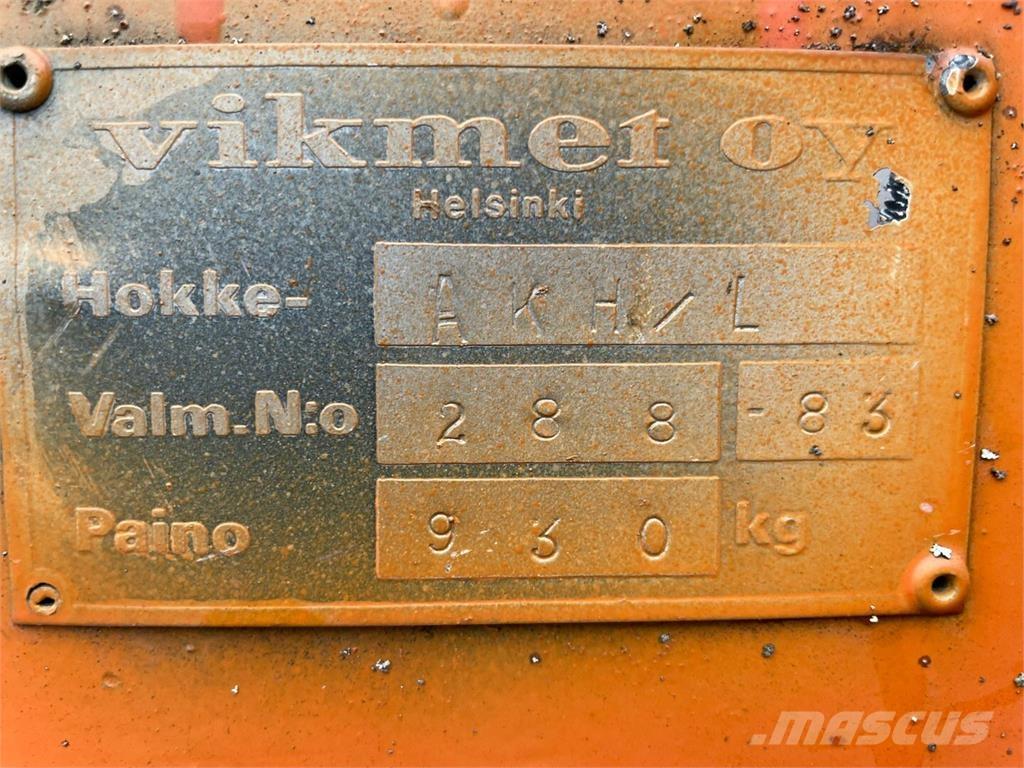 vikmet oy
Helsinki
Hokke- AKH/L
Valm.N:o 288 -83
Paino 930 kg
MASCUS